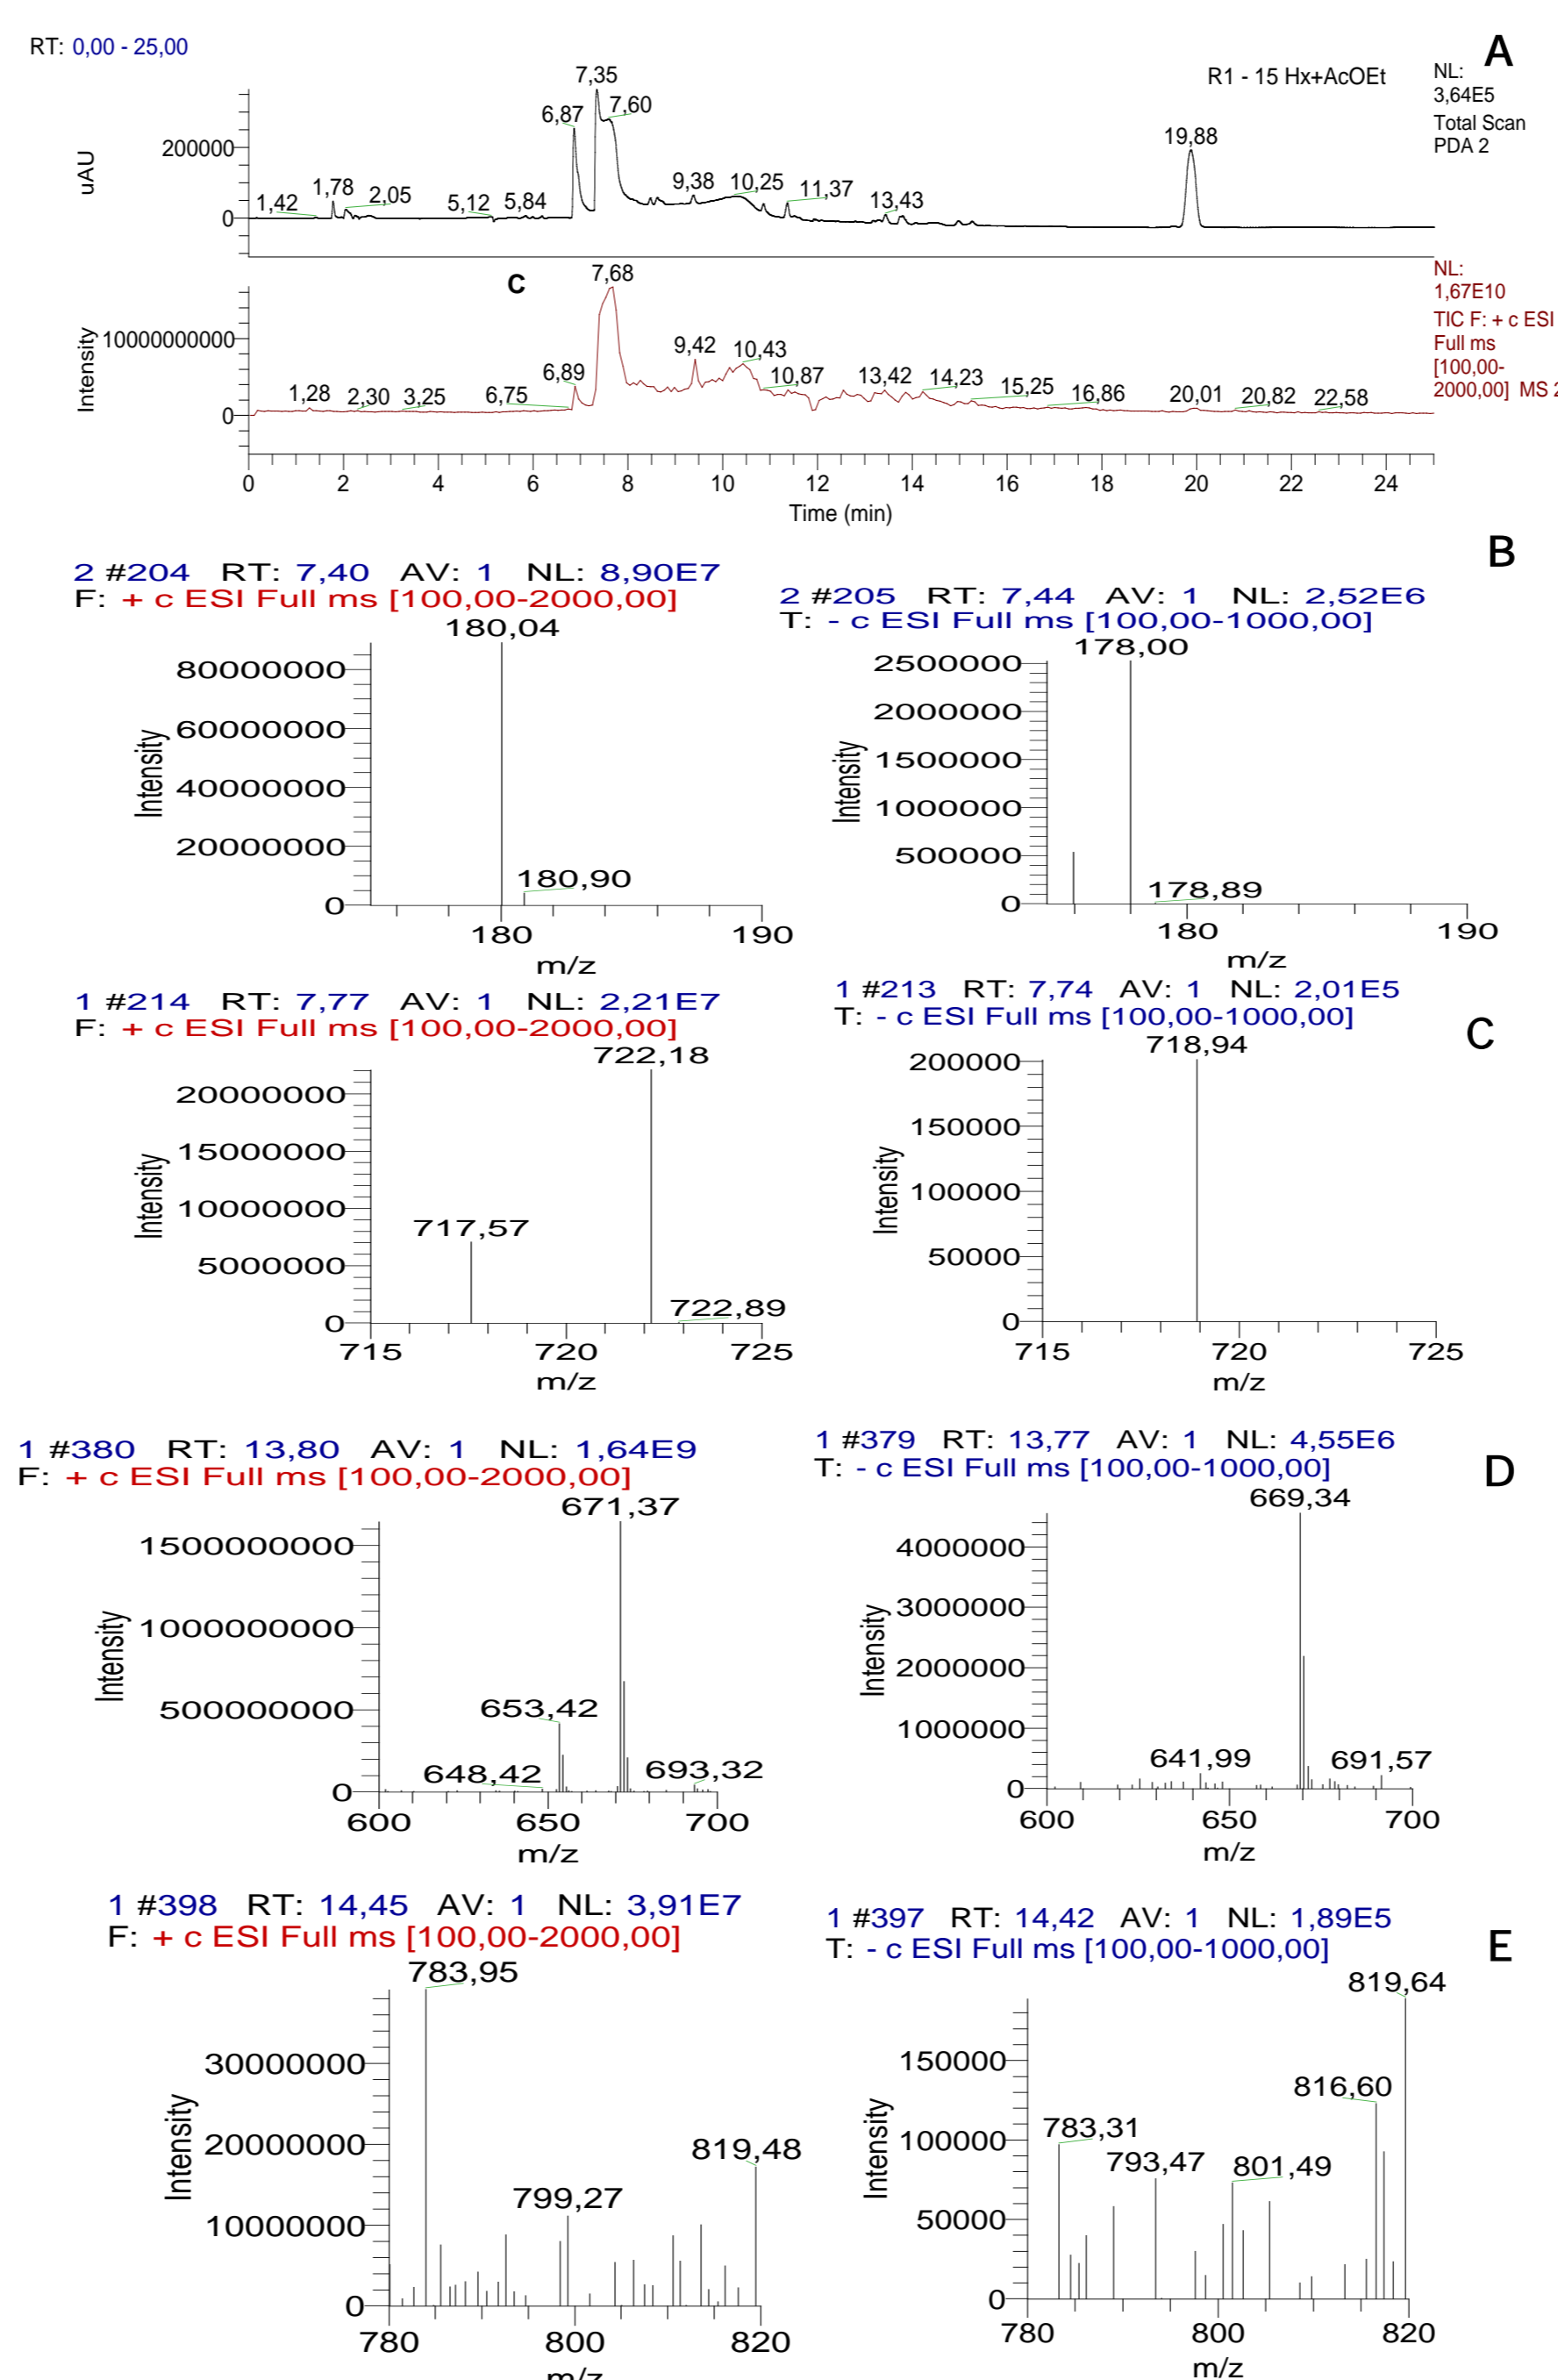 RT: 0,00 - 25,00
A
R1 - 15 Hx+AcOEt
NL:
3,64E5
Total Scan
PDA 2
7,35
6,87
7,60
19,88
200000
1,42
1,78
2,05
5,12
5,84
9,38
10,25
11,37
13,43
0
uAU
C
7,68
NL:
1,67E10
TIC F: + c ESI
Full ms
[100,00-
2000,00] MS 2
10000000000
9,42
10,43
6,89
10,87
13,42
14,23
1,28
2,30
3,25
6,75
15,25
16,86
20,01
20,82
22,58
0
Intensity
0 2 4 6 8 10 12 14 16 18 20 22 24
Time (min)
B
2 #204 RT: 7,40 AV: 1 NL: 8,90E7
F: + c ESI Full ms [100,00-2000,00]
180,04
80000000
60000000
40000000
20000000
0
180,90
Intensity
180 190
m/z
2 #205 RT: 7,44 AV: 1 NL: 2,52E6
T: - c ESI Full ms [100,00-1000,00]
178,00
2500000
2000000
1500000
1000000
500000
0
178,89
Intensity
180 190
m/z
C
1 #214 RT: 7,77 AV: 1 NL: 2,21E7
F: + c ESI Full ms [100,00-2000,00]
722,18
20000000
15000000
10000000
5000000
0
717,57
722,89
Intensity
715 720 725
m/z
1 #213 RT: 7,74 AV: 1 NL: 2,01E5
T: - c ESI Full ms [100,00-1000,00]
718,94
200000
150000
100000
50000
0
Intensity
715 720 725
m/z
D
1 #380 RT: 13,80 AV: 1 NL: 1,64E9
F: + c ESI Full ms [100,00-2000,00]
671,37
1500000000
1000000000
500000000
0
653,42
648,42
693,32
Intensity
600 650 700
m/z
1 #379 RT: 13,77 AV: 1 NL: 4,55E6
T: - c ESI Full ms [100,00-1000,00]
669,34
4000000
3000000
2000000
1000000
0
641,99
691,57
Intensity
600 650 700
m/z
E
1 #398 RT: 14,45 AV: 1 NL: 3,91E7
F: + c ESI Full ms [100,00-2000,00]
783,95
30000000
20000000
10000000
0
819,48
799,27
Intensity
780 800 820
m/z
1 #397 RT: 14,42 AV: 1 NL: 1,89E5
T: - c ESI Full ms [100,00-1000,00]
819,64
150000
100000
50000
0
816,60
783,31
793,47
801,49
Intensity
780 800 820
m/z